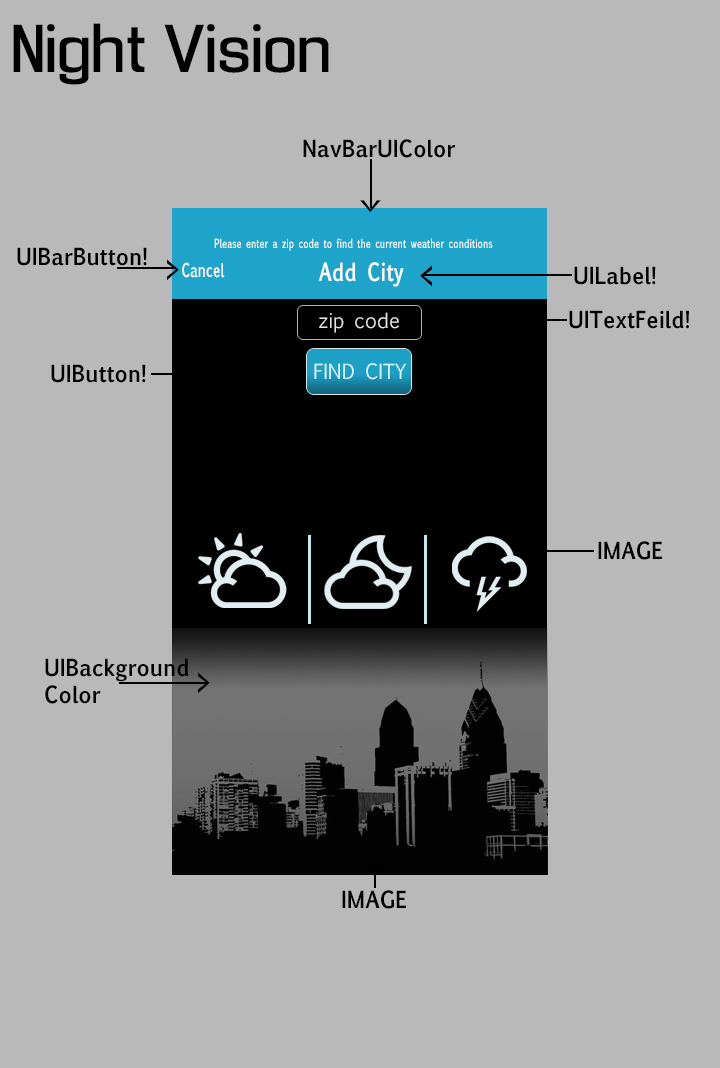 Night Vision
NavBarUIColor
Please enter a zip code to find the current weather conditions
UIBarButton!
Cancel
Add City
UILabel!
zip code
UITextFeild!
UIButton!
FIND CITY
IMAGE
UIBackground
Color
IMAGE